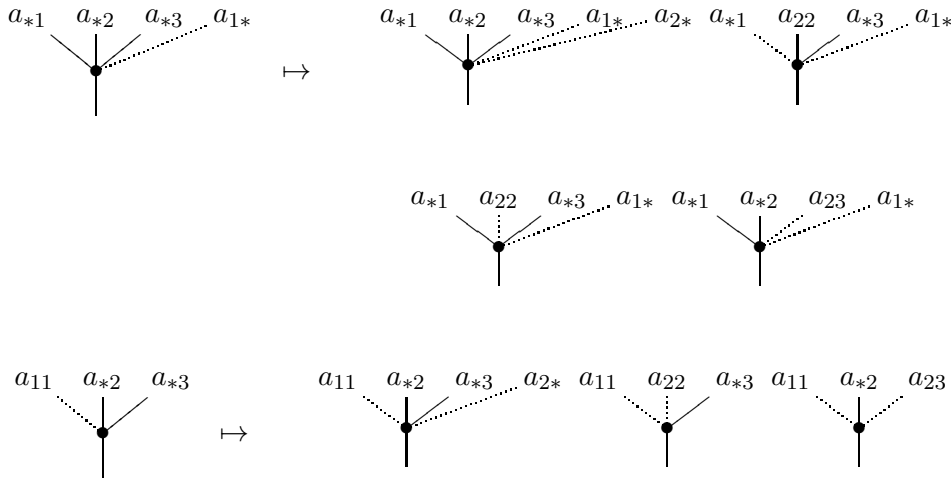 a_{*1} a_{*2} a_{*3} a_{1*} ↦ a_{*1} a_{*2} a_{*3} a_{1*} a_{2*} a_{*1} a_{22} a_{*3} a_{1*}
a_{*1} a_{22} a_{*3} a_{1*} a_{*1} a_{*2} a_{23} a_{1*}
a_{11} a_{*2} a_{*3} ↦ a_{11} a_{*2} a_{*3} a_{2*} a_{11} a_{22} a_{*3} a_{11} a_{*2} a_{23}